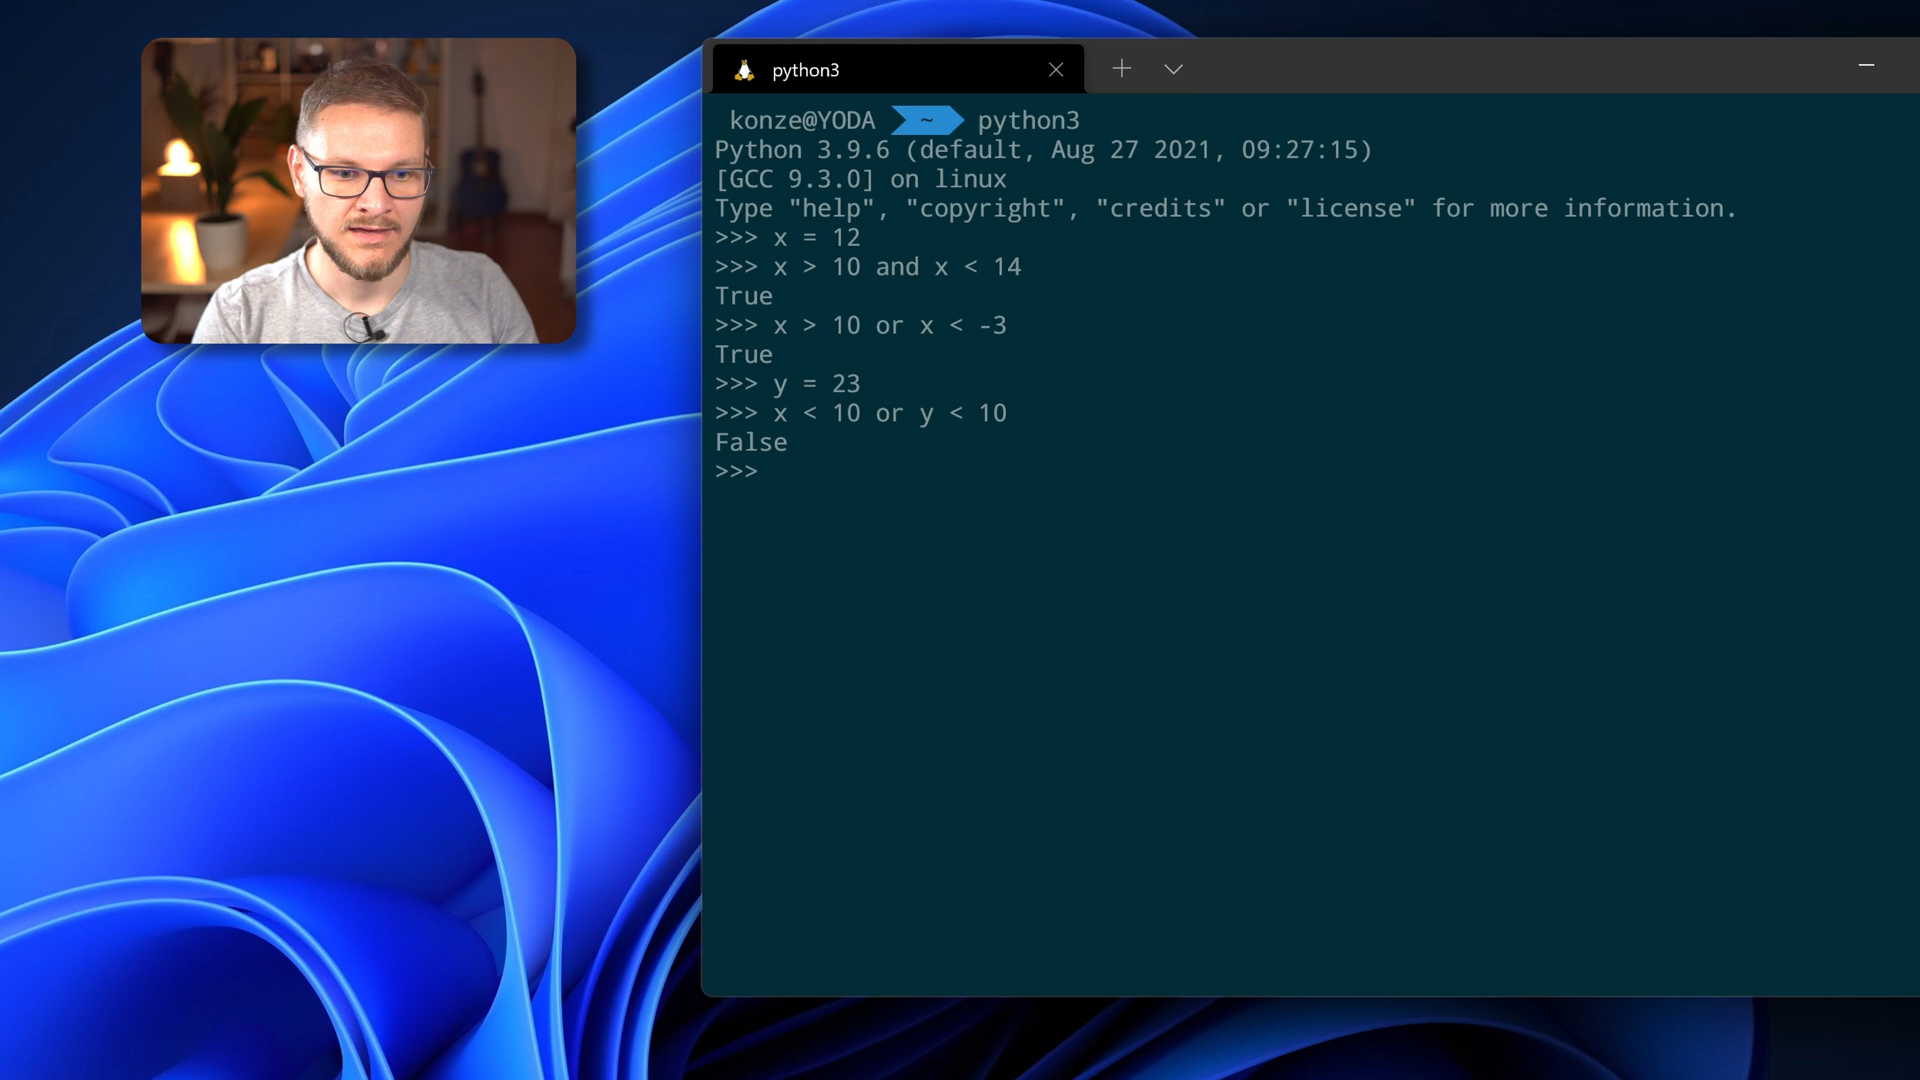 python3
konze@YODA ~ python3
Python 3.9.6 (default, Aug 27 2021, 09:27:15)
[GCC 9.3.0] on linux
Type "help", "copyright", "credits" or "license" for more information.
>>> x = 12
>>> x > 10 and x < 14
True
>>> x > 10 or x < -3
True
>>> y = 23
>>> x < 10 or y < 10
False
>>>